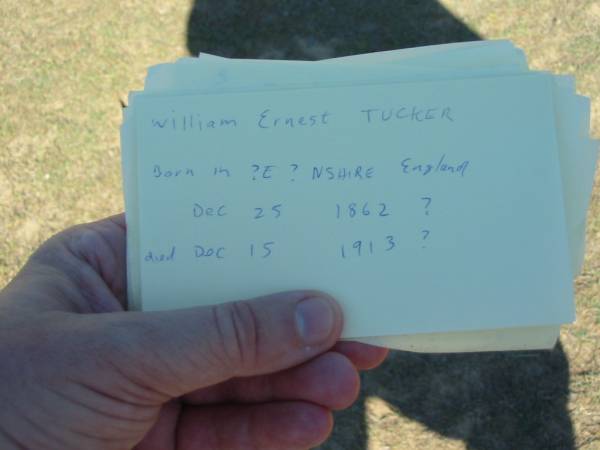 William Ernest TUCKER
Born in ?E ? NSHIRE England
Dec 25 1862 ?
died Dec 15 1913 ?